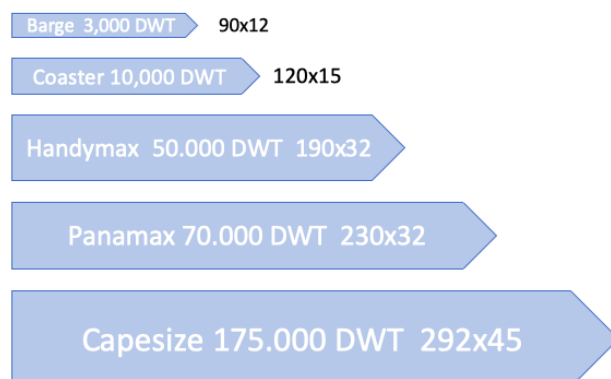 Barge 3,000 DWT 90x12
Coaster 10,000 DWT 120x15
Handymax 50.000 DWT 190x32
Panamax 70.000 DWT 230x32
Capesize 175.000 DWT 292x45